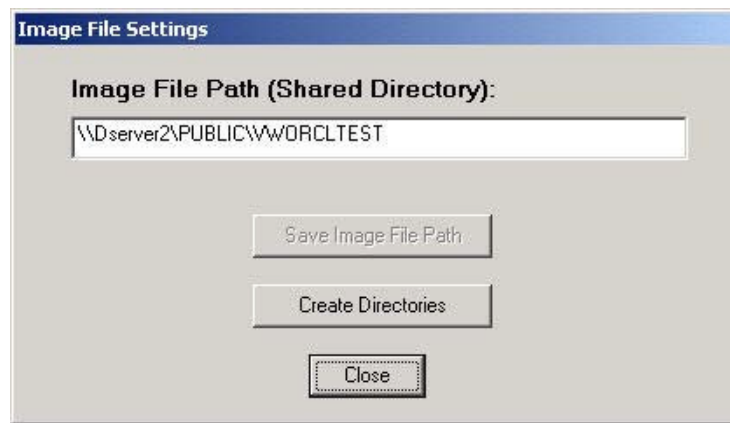 Image File Settings
Image File Path (Shared Directory):
\\Dserver2\PUBLIC\VWORCLTEST
Save Image File Path
Create Directories
Close